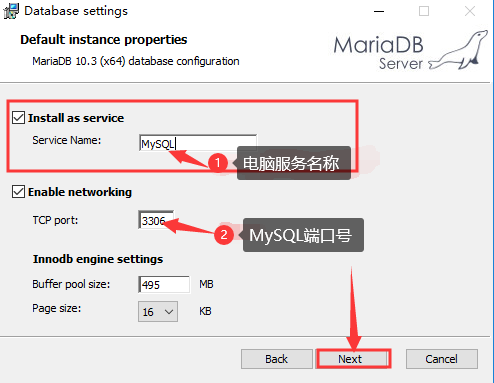 Database settings
Default instance properties
MariaDB 10.3 (x64) database configuration
MariaDB
Server
Install as service
Service Name:
MySQL
1 电脑服务名称
Enable networking
TCP port:
3306
2 MySQL端口号
Innodb engine settings
Buffer pool size: 495 MB
Page size: 16 KB
Back Next Cancel